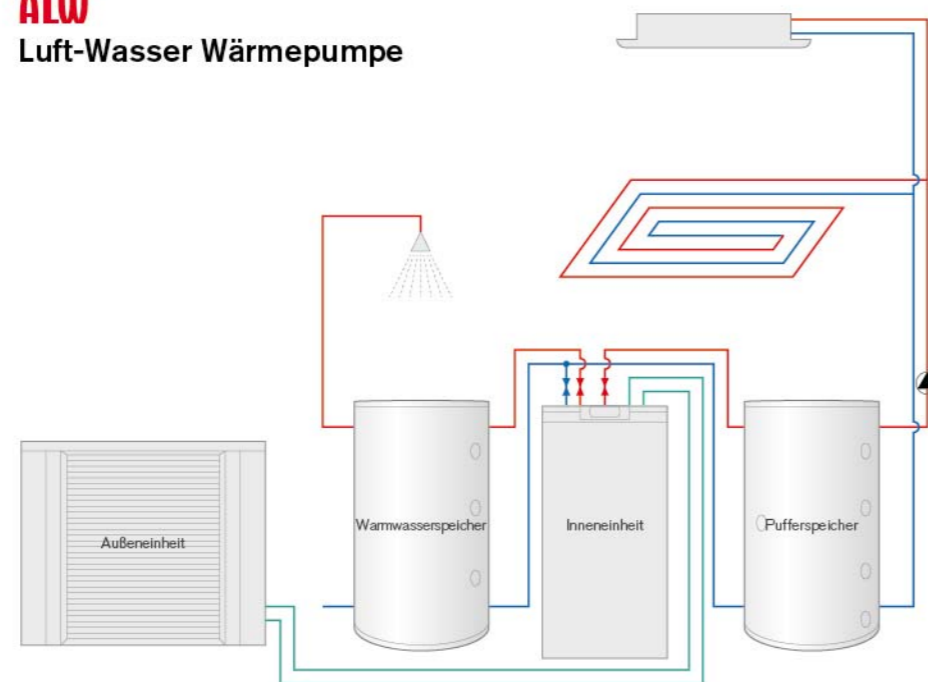 ALW
Luft-Wasser Wärmepumpe
Außeneinheit
Warmwasserspeicher
Inneneinheit
Pufferspeicher